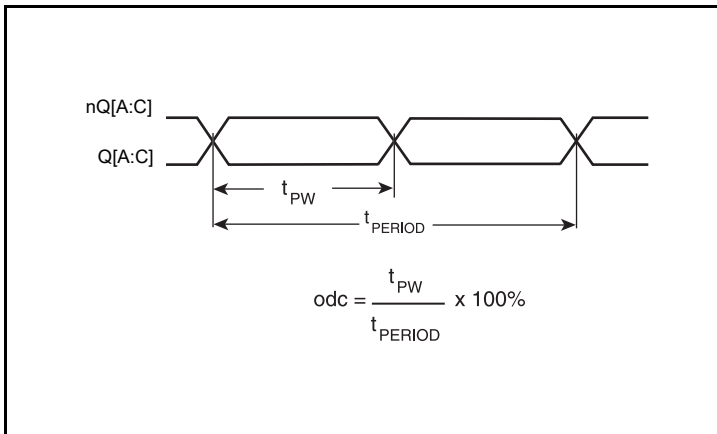 nQ[A:C]
Q[A:C]
tPW
tPERIOD
odc = tPW / tPERIOD x 100%